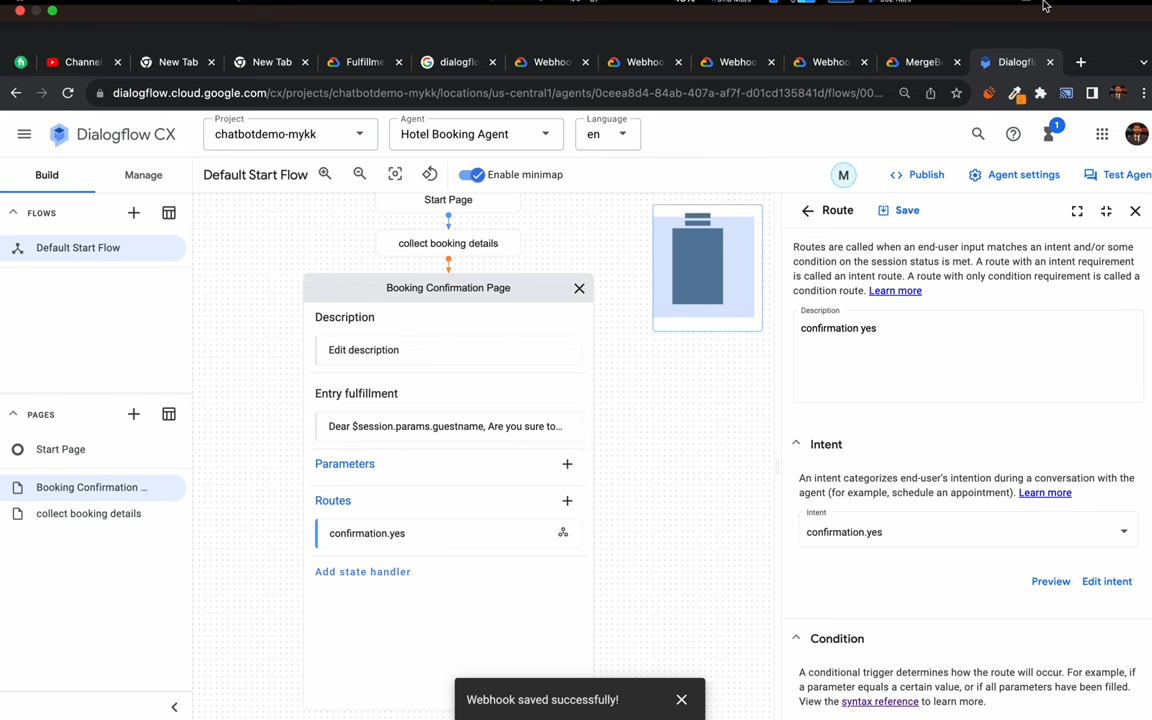 Channel
New Tab
New Tab
Fulfillme
dialogflo
Webhoo
Webhoo
Webhoo
Webhoo
MergeBo
Dialogflo
dialogflow.cloud.google.com/cx/projects/chatbotdemo-mykk/locations/us-central1/agents/0ceea8d4-84ab-407a-af7f-d01cd135841d/flows/00...
Dialogflow CX
Project
chatbotdemo-mykk
Agent
Hotel Booking Agent
Language
en
1
Build
Manage
Default Start Flow
Enable minimap
M
Publish
Agent settings
Test Agen
FLOWS
Default Start Flow
PAGES
Start Page
Booking Confirmation ...
collect booking details
Start Page
collect booking details
Booking Confirmation Page
Description
Edit description
Entry fulfillment
Dear $session.params.guestname, Are you sure to...
Parameters
Routes
confirmation.yes
Add state handler
Webhook saved successfully!
Route
Save
Routes are called when an end-user input matches an intent and/or some
condition on the session status is met. A route with an intent requirement
is called an intent route. A route with only condition requirement is called a
condition route. Learn more
Description
confirmation yes
Intent
An intent categorizes end-user's intention during a conversation with the
agent (for example, schedule an appointment). Learn more
Intent
confirmation.yes
Preview
Edit intent
Condition
A conditional trigger determines how the route will occur. For example, if
a parameter equals a certain value, or if all parameters have been filled.
View the syntax reference to learn more.